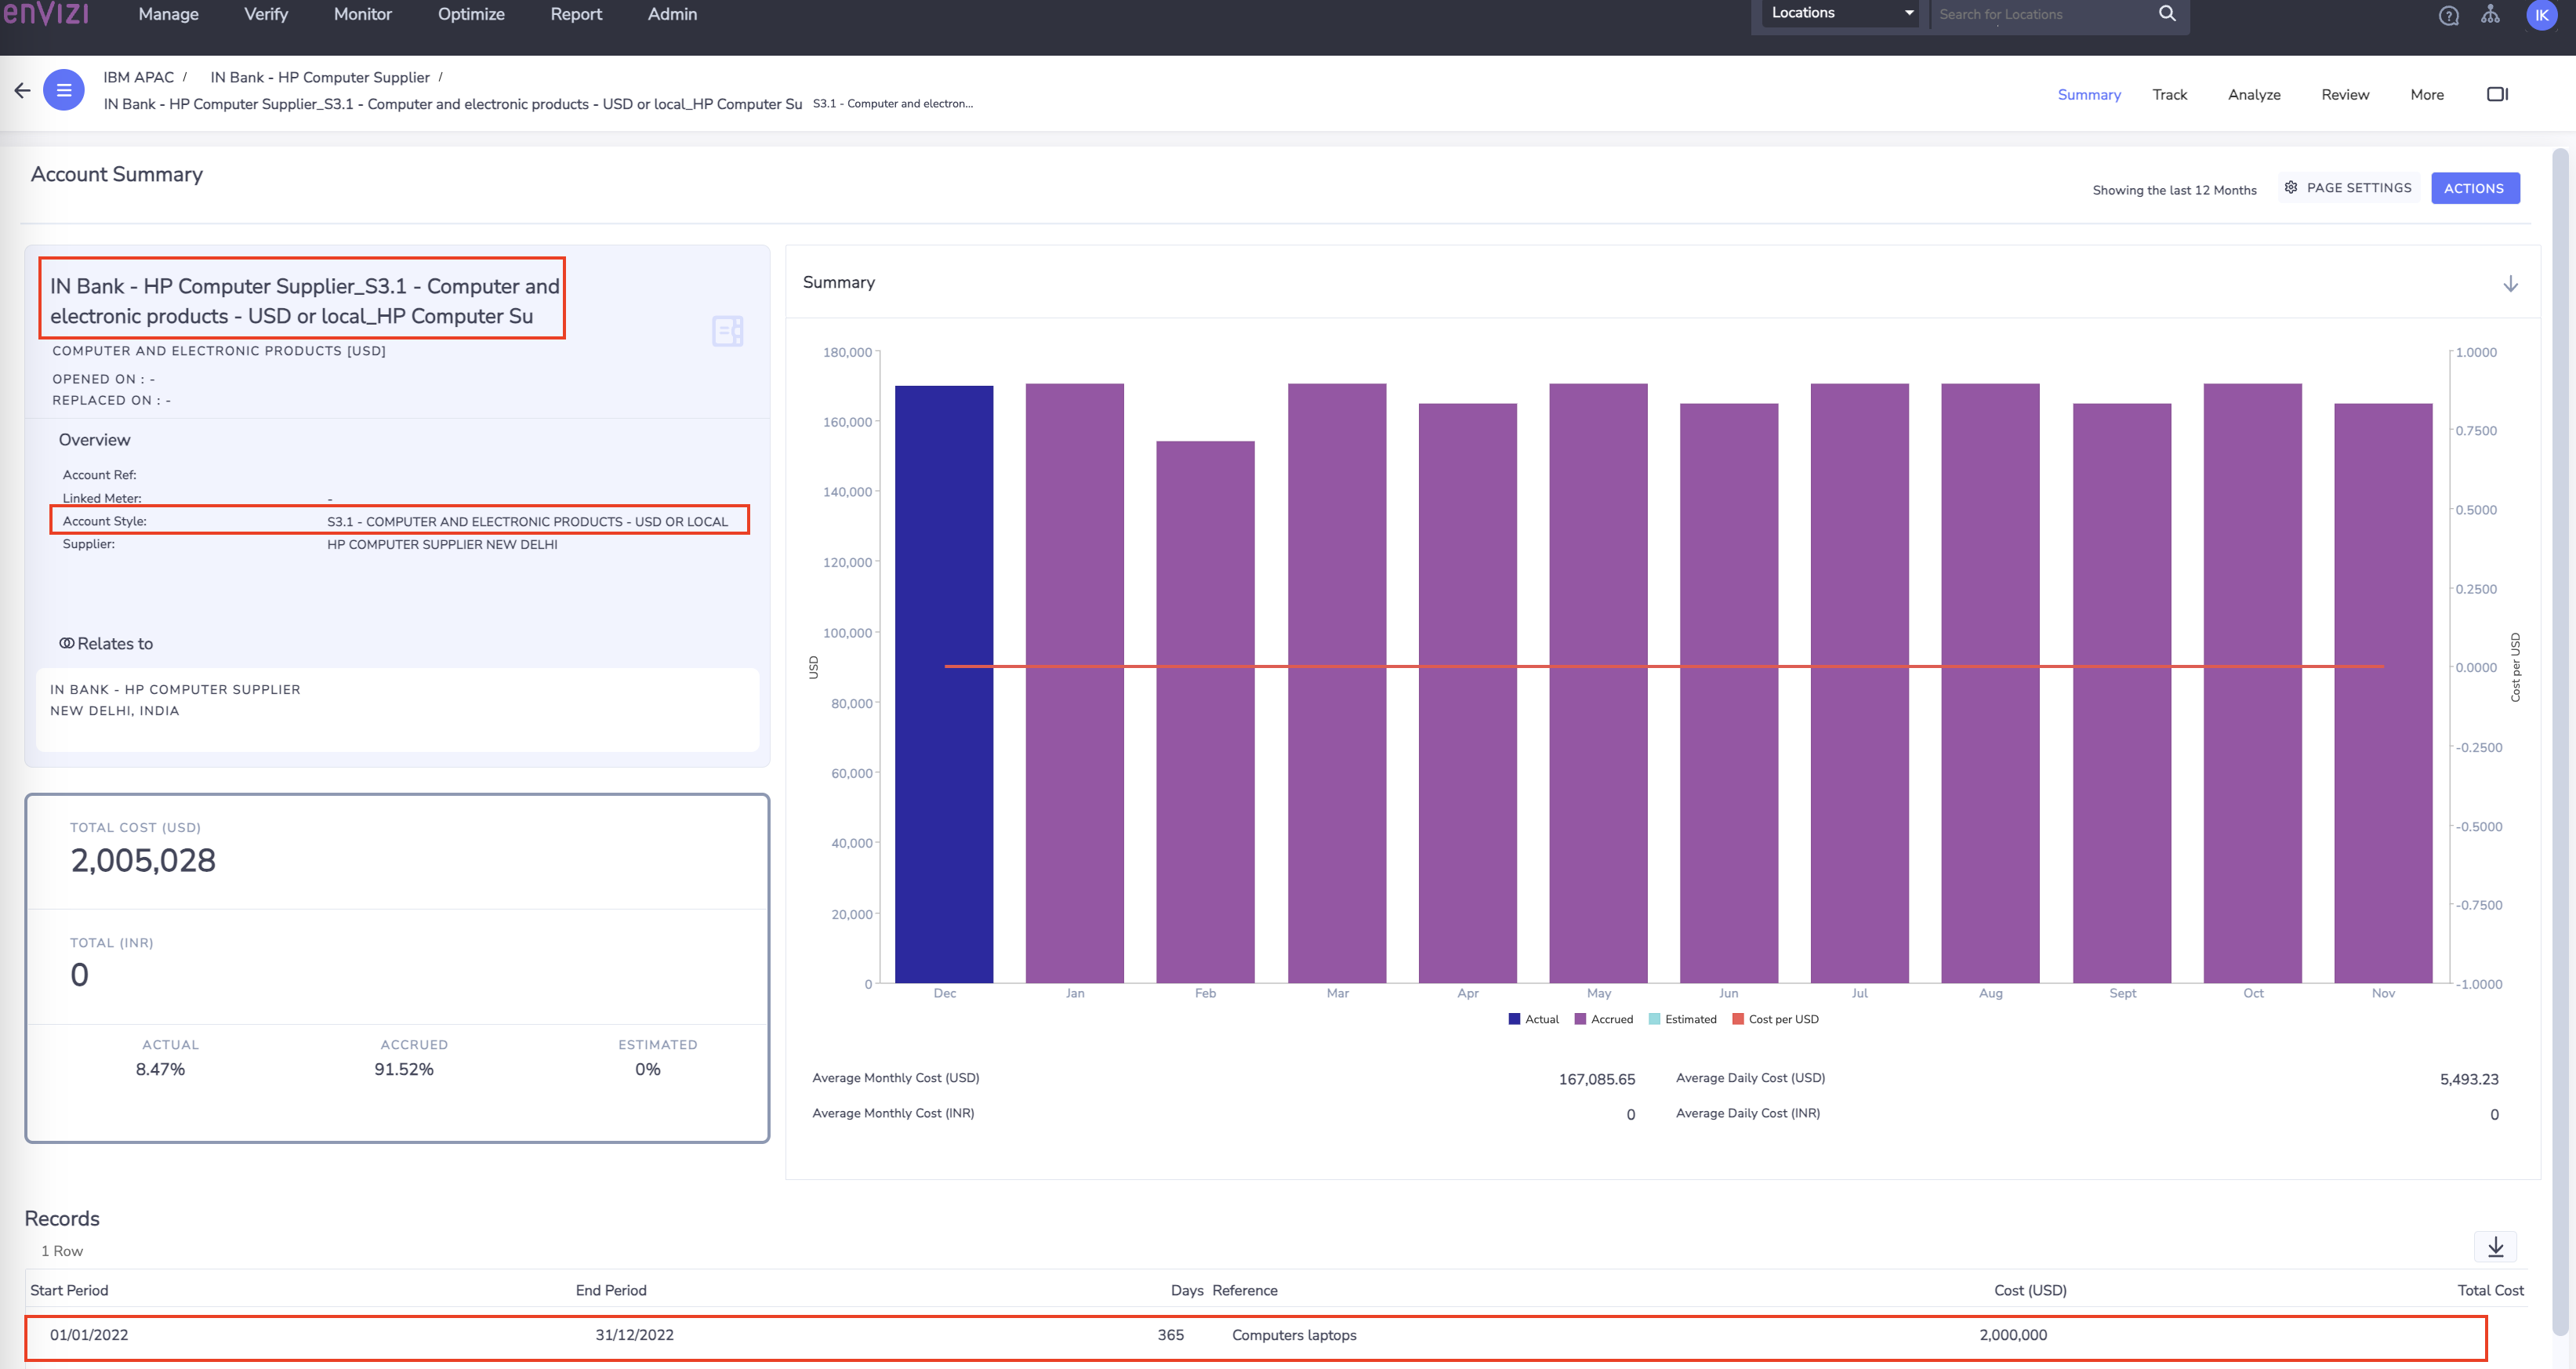 enVIZI
Manage Verify Monitor Optimize Report Admin
Locations Search for Locations
? IK
IBM APAC / IN Bank - HP Computer Supplier /
IN Bank - HP Computer Supplier_S3.1 - Computer and electronic products - USD or local_HP Computer Su S3.1 - Computer and electron...
Summary Track Analyze Review More
Account Summary
Showing the last 12 Months PAGE SETTINGS ACTIONS
IN Bank - HP Computer Supplier_S3.1 - Computer and
electronic products - USD or local_HP Computer Su
COMPUTER AND ELECTRONIC PRODUCTS [USD]
OPENED ON : -
REPLACED ON : -
Overview
Account Ref:
Linked Meter: -
Account Style: S3.1 - COMPUTER AND ELECTRONIC PRODUCTS - USD OR LOCAL
Supplier: HP COMPUTER SUPPLIER NEW DELHI
Relates to
IN BANK - HP COMPUTER SUPPLIER
NEW DELHI, INDIA
TOTAL COST (USD)
2,005,028
TOTAL (INR)
0
ACTUAL ACCRUED ESTIMATED
8.47% 91.52% 0%
Summary
180,000
160,000
140,000
120,000
100,000
80,000
60,000
40,000
20,000
0
USD
1.0000
0.7500
0.5000
0.2500
0.0000
-0.2500
-0.5000
-0.7500
-1.0000
Cost per USD
Dec Jan Feb Mar Apr May Jun Jul Aug Sept Oct Nov
Actual Accrued Estimated Cost per USD
Average Monthly Cost (USD) 167,085.65 Average Daily Cost (USD) 5,493.23
Average Monthly Cost (INR) 0 Average Daily Cost (INR) 0
Records
1 Row
Start Period End Period Days Reference Cost (USD) Total Cost
01/01/2022 31/12/2022 365 Computers laptops 2,000,000